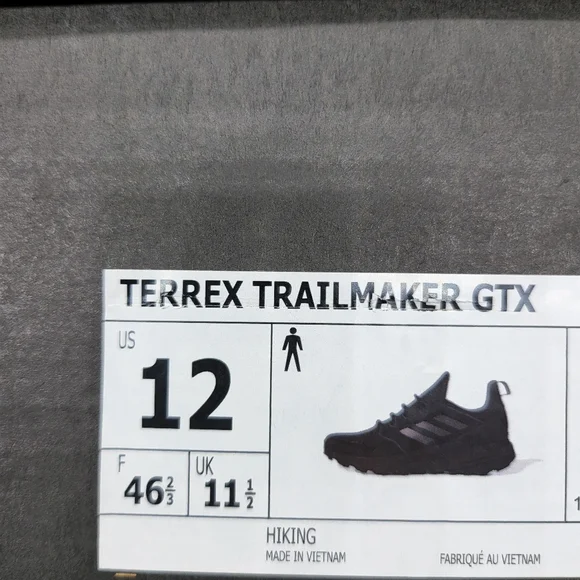 TERREX TRAILMAKER GTX
US
12
F
46⅔
UK
11½
HIKING
MADE IN VIETNAM
FABRIQUÉ AU VIETNAM